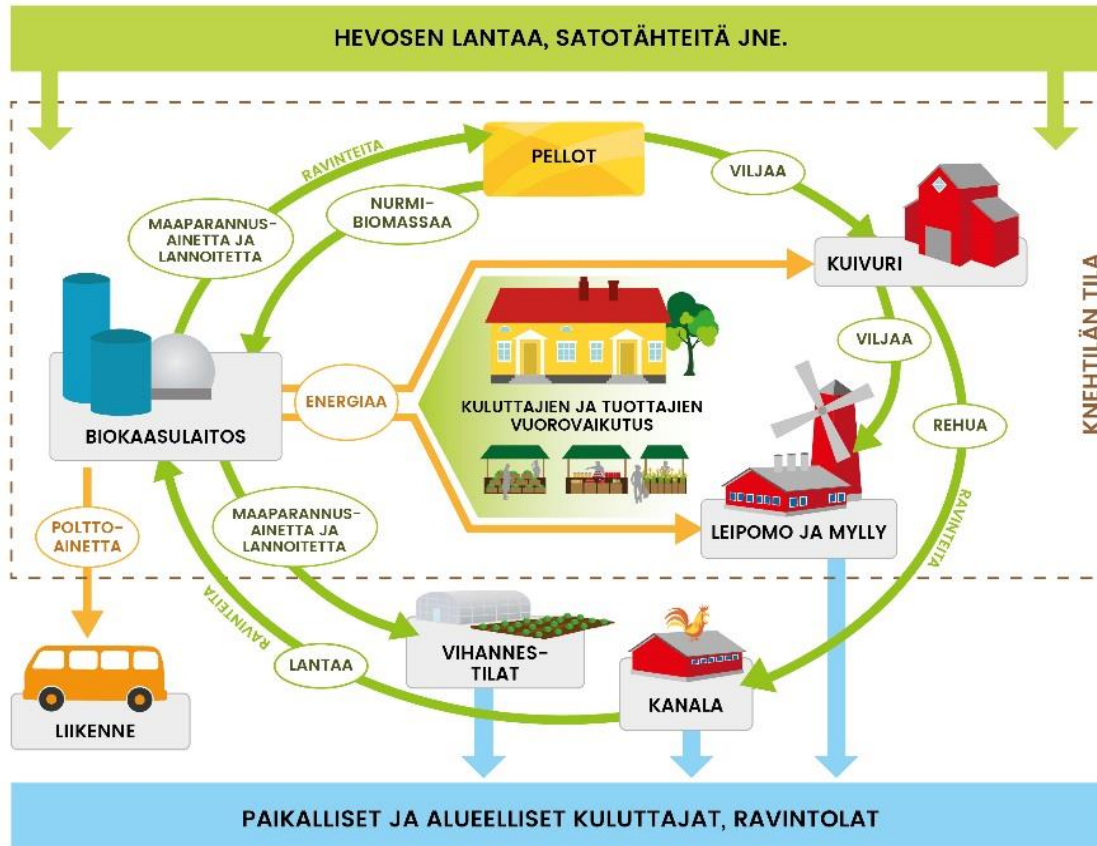 HEVOSEN LANTAA, SATOTÄHTEITÄ JNE.
RAVINTEITA
PELLOT
VILJAA
NURMI-
BIOMASSAA
MAAPARANNUS-
AINETTA JA
LANNOITETTA
KUIVURI
KNEHTILÄN TILA
VILJAA
ENERGIAA
KULUTTAJIEN JA TUOTTAJIEN
VUOROVAIKUTUS
REHUA
BIOKAASULAITOS
RAVINTEITA
POLTTO-
AINETTA
MAAPARANNUS-
AINETTA JA
LANNOITETTA
LEIPOMO JA MYLLY
RAVINTEITA
LANTAA
VIHANNES-
TILAT
KANALA
LIIKENNE
PAIKALLISET JA ALUEELLISET KULUTTAJAT, RAVINTOLAT